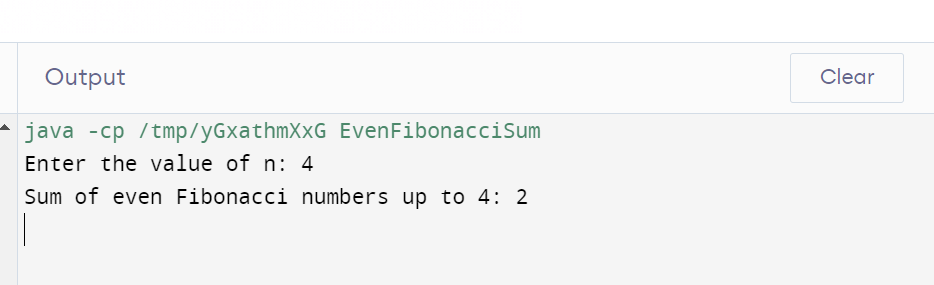 Output
Clear
java -cp /tmp/yGxathmXxG EvenFibonacciSum
Enter the value of n: 4
Sum of even Fibonacci numbers up to 4: 2